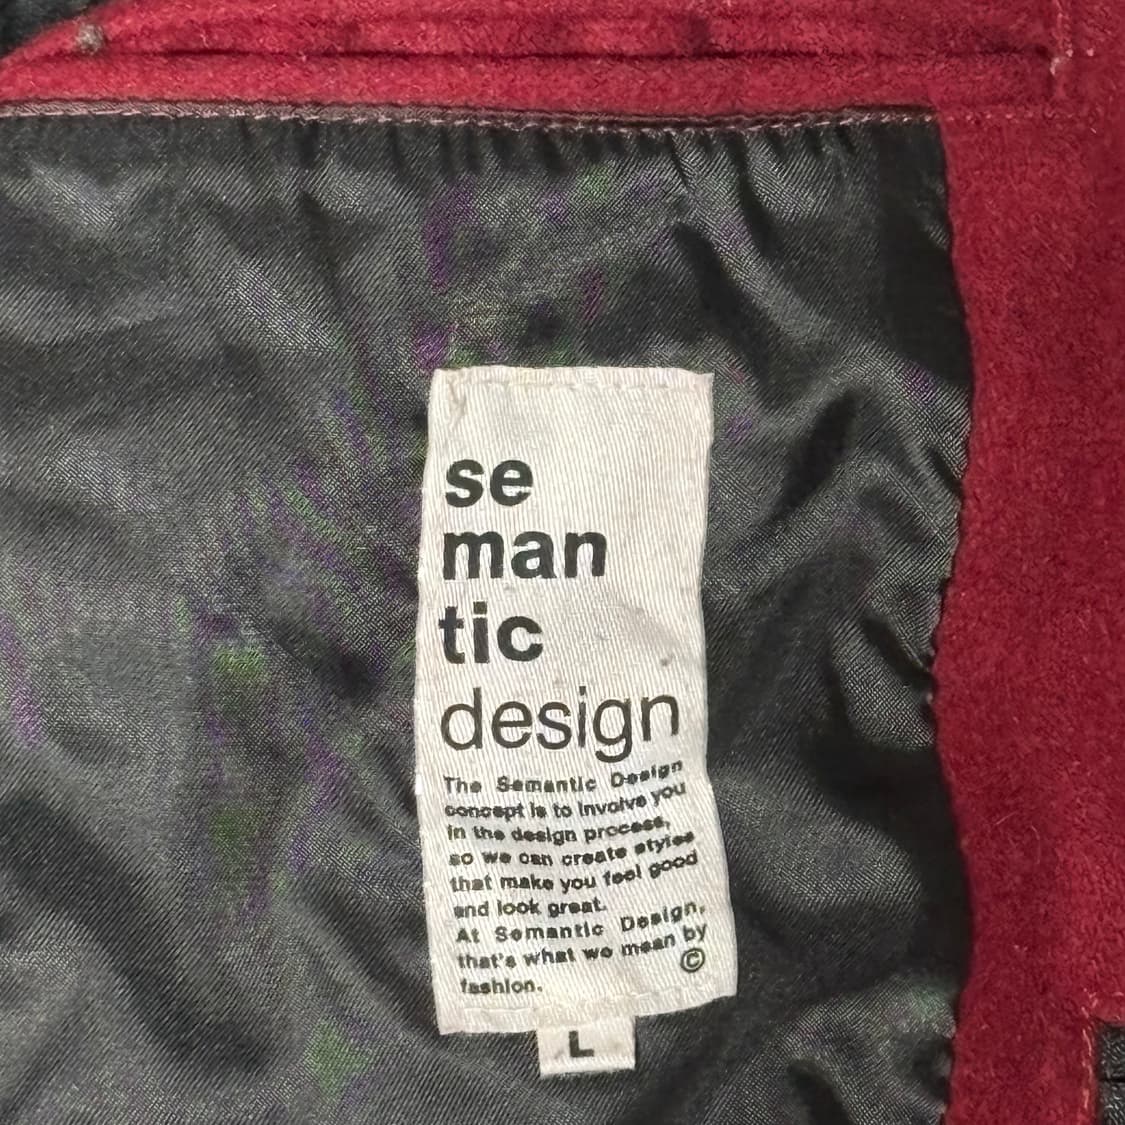 se
man
tic
design
The Semantic Design
concept is to involve you
in the design process,
so we can create styles
that make you feel good
and look great.
At Semantic Design,
that's what we mean by
fashion. ©
L